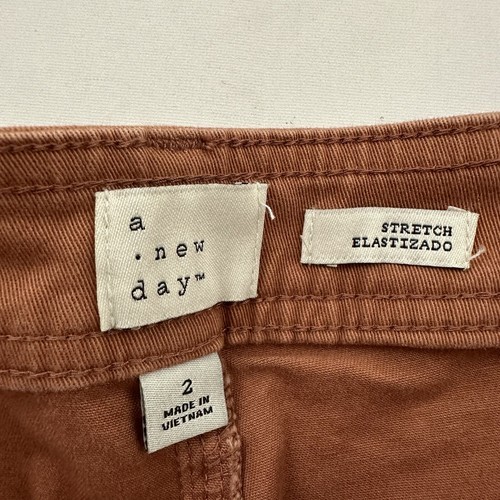 a
. new
day™
STRETCH
ELASTIZADO
2
MADE IN
VIETNAM